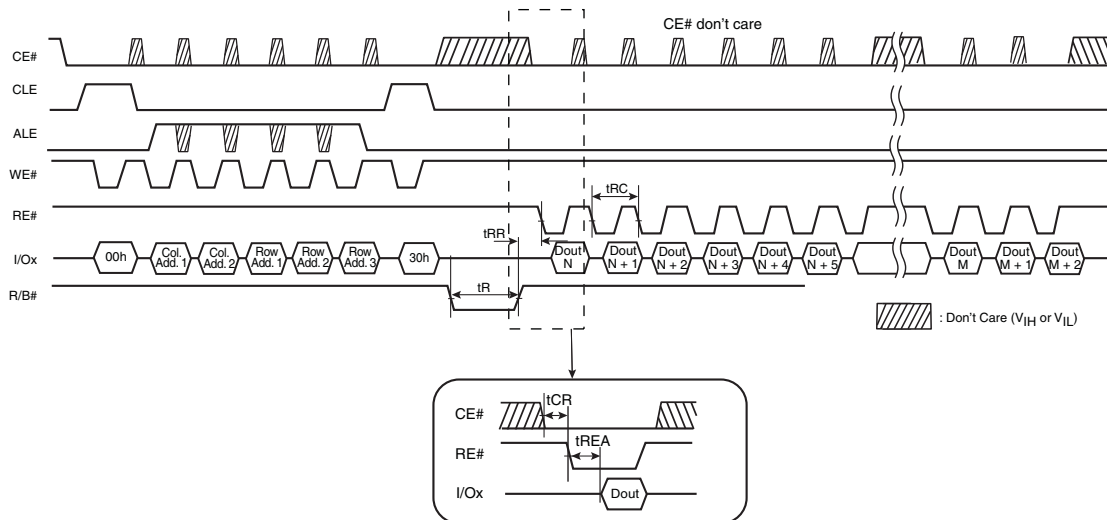 CE# don't care
CE#
CLE
ALE
WE#
tRC
RE#
tRR
I/Ox
00h
Col. Add. 1
Col. Add. 2
Row Add. 1
Row Add. 2
Row Add. 3
30h
Dout N
Dout N + 1
Dout N + 2
Dout N + 3
Dout N + 4
Dout N + 5
Dout M
Dout M + 1
Dout M + 2
R/B#
tR
: Don't Care (VIH or VIL)
CE#
tCR
RE#
tREA
I/Ox
Dout